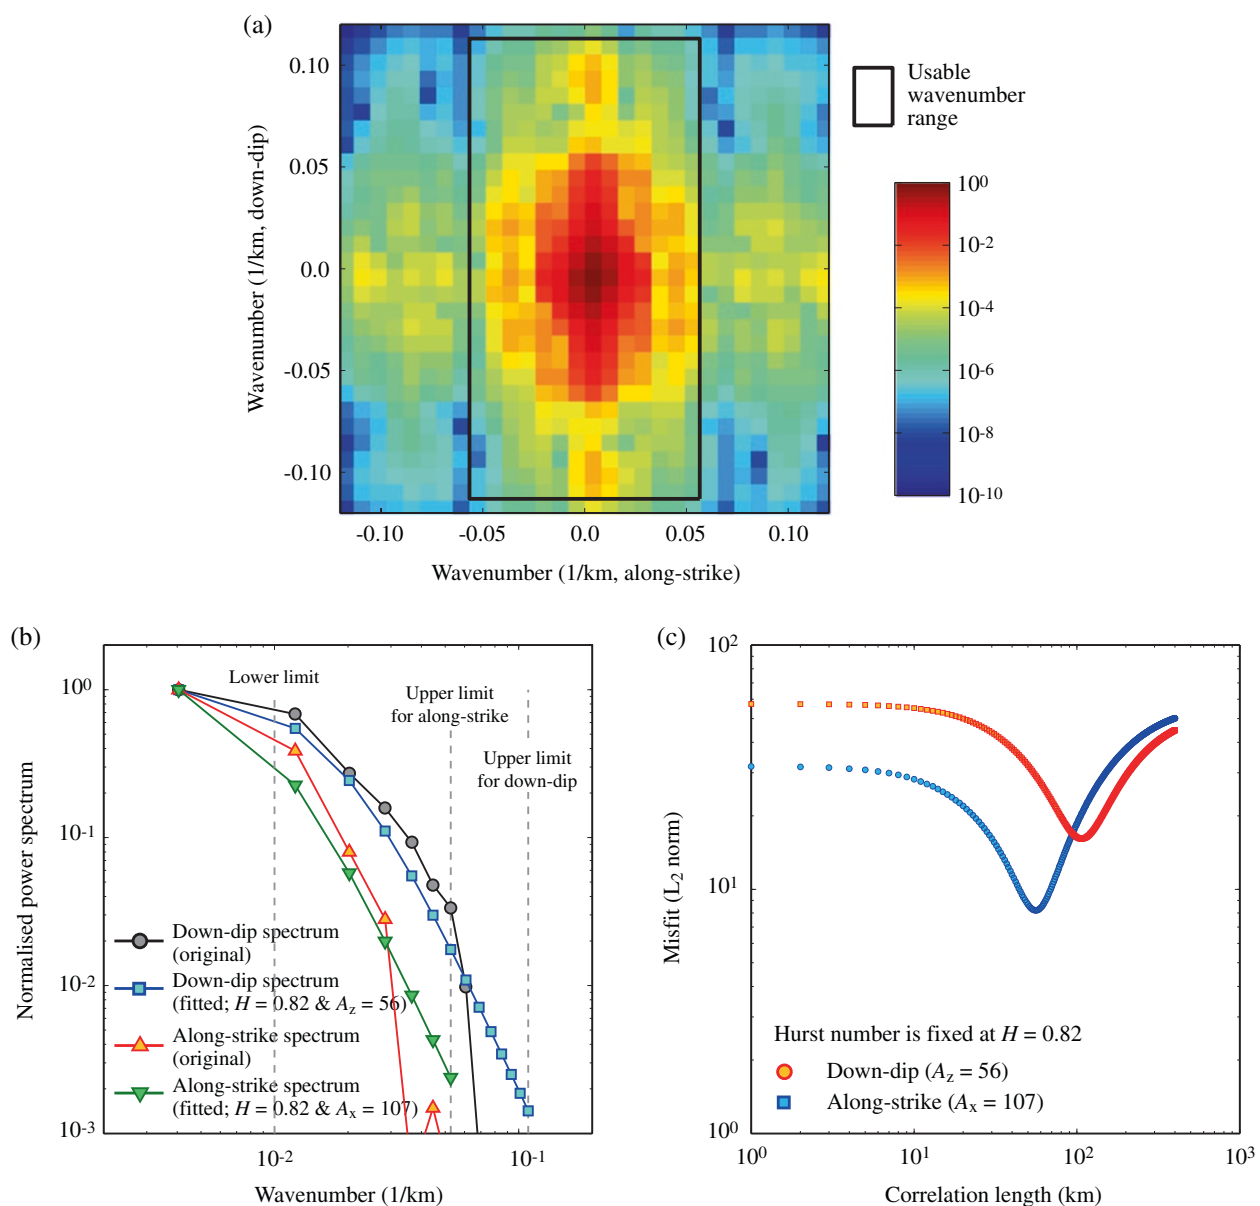 (a)
0.10
0.05
0.0
-0.05
-0.10
Wavenumber (1/km, down-dip)
-0.10
-0.05
0.0
0.05
0.10
Wavenumber (1/km, along-strike)
Usable
wavenumber
range
10⁰
10⁻²
10⁻⁴
10⁻⁶
10⁻⁸
10⁻¹⁰
(b)
Lower limit
Upper limit
for along-strike
Upper limit
for down-dip
10⁰
10⁻¹
10⁻²
10⁻³
Normalised power spectrum
Down-dip spectrum
(original)
Down-dip spectrum
(fitted; H = 0.82 & A_z = 56)
Along-strike spectrum
(original)
Along-strike spectrum
(fitted; H = 0.82 & A_x = 107)
10⁻²
10⁻¹
Wavenumber (1/km)
(c)
10²
10¹
10⁰
Misfit (L₂ norm)
Hurst number is fixed at H = 0.82
Down-dip (A_z = 56)
Along-strike (A_x = 107)
10⁰
10¹
10²
10³
Correlation length (km)